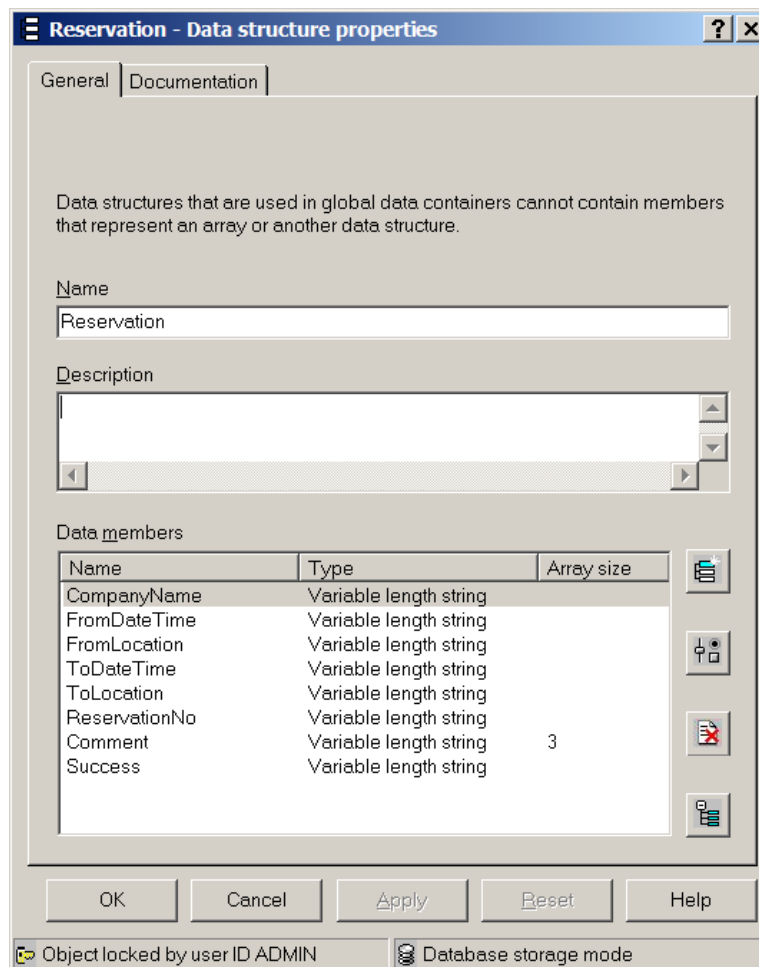 Reservation - Data structure properties
General Documentation
Data structures that are used in global data containers cannot contain members
that represent an array or another data structure.
Name
Reservation
Description
Data members
Name Type Array size
CompanyName Variable length string
FromDateTime Variable length string
FromLocation Variable length string
ToDateTime Variable length string
ToLocation Variable length string
ReservationNo Variable length string
Comment Variable length string 3
Success Variable length string
OK Cancel Apply Reset Help
Object locked by user ID ADMIN Database storage mode